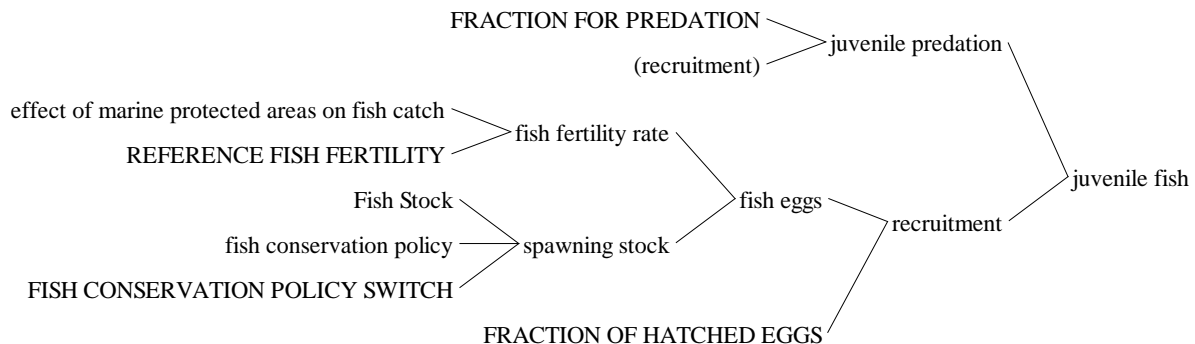 FRACTION FOR PREDATION
juvenile predation
(recruitment)
effect of marine protected areas on fish catch
fish fertility rate
REFERENCE FISH FERTILITY
juvenile fish
Fish Stock
fish eggs
recruitment
fish conservation policy
spawning stock
FISH CONSERVATION POLICY SWITCH
FRACTION OF HATCHED EGGS